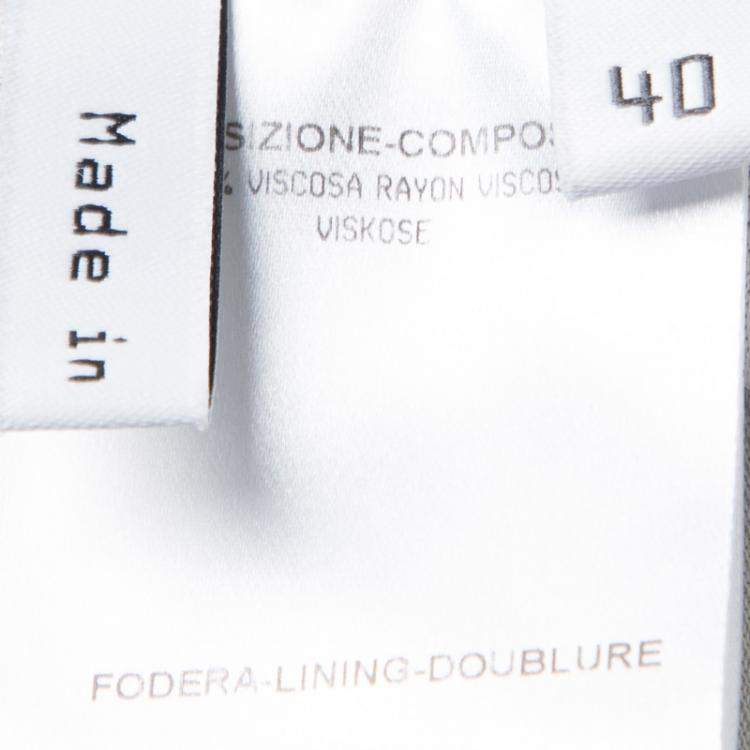 Made in
40
SIZIONE-COMPOS
% VISCOSA RAYON VISCOS
VISKOSE
FODERA-LINING-DOUBLURE